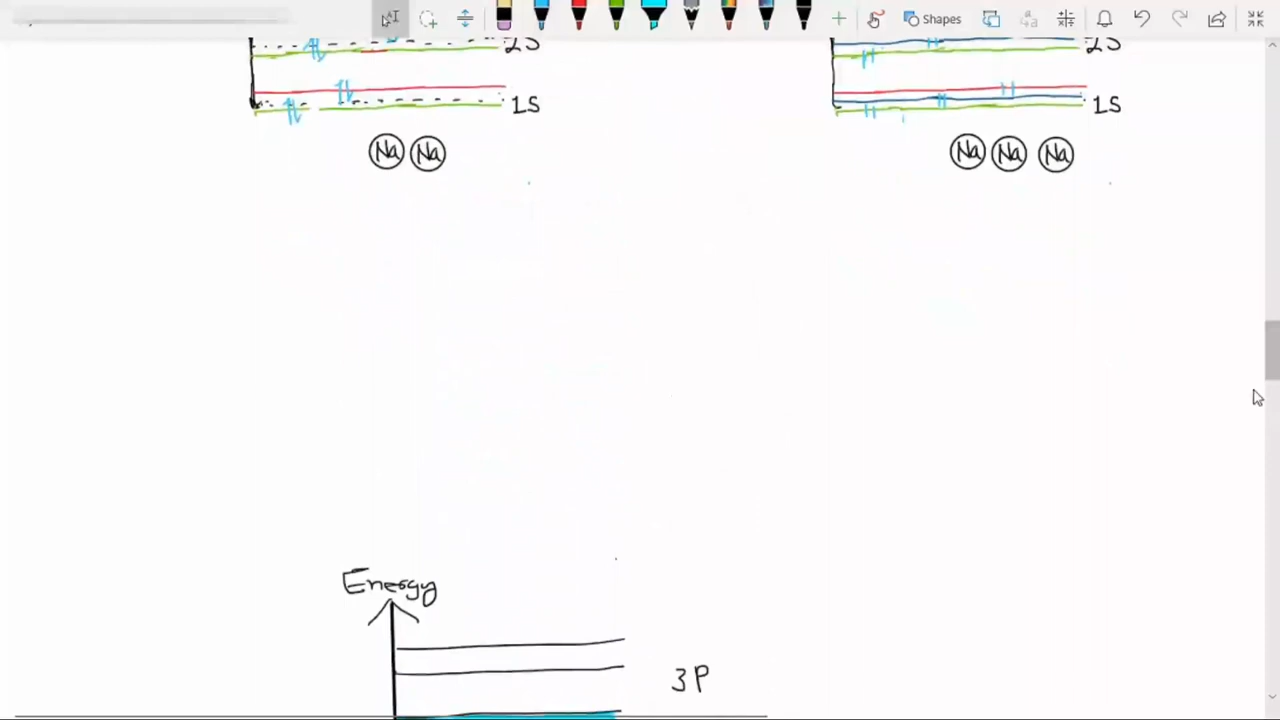 Shapes
2S
2S
1S
1S
Na Na
Na Na Na
Energy
3P